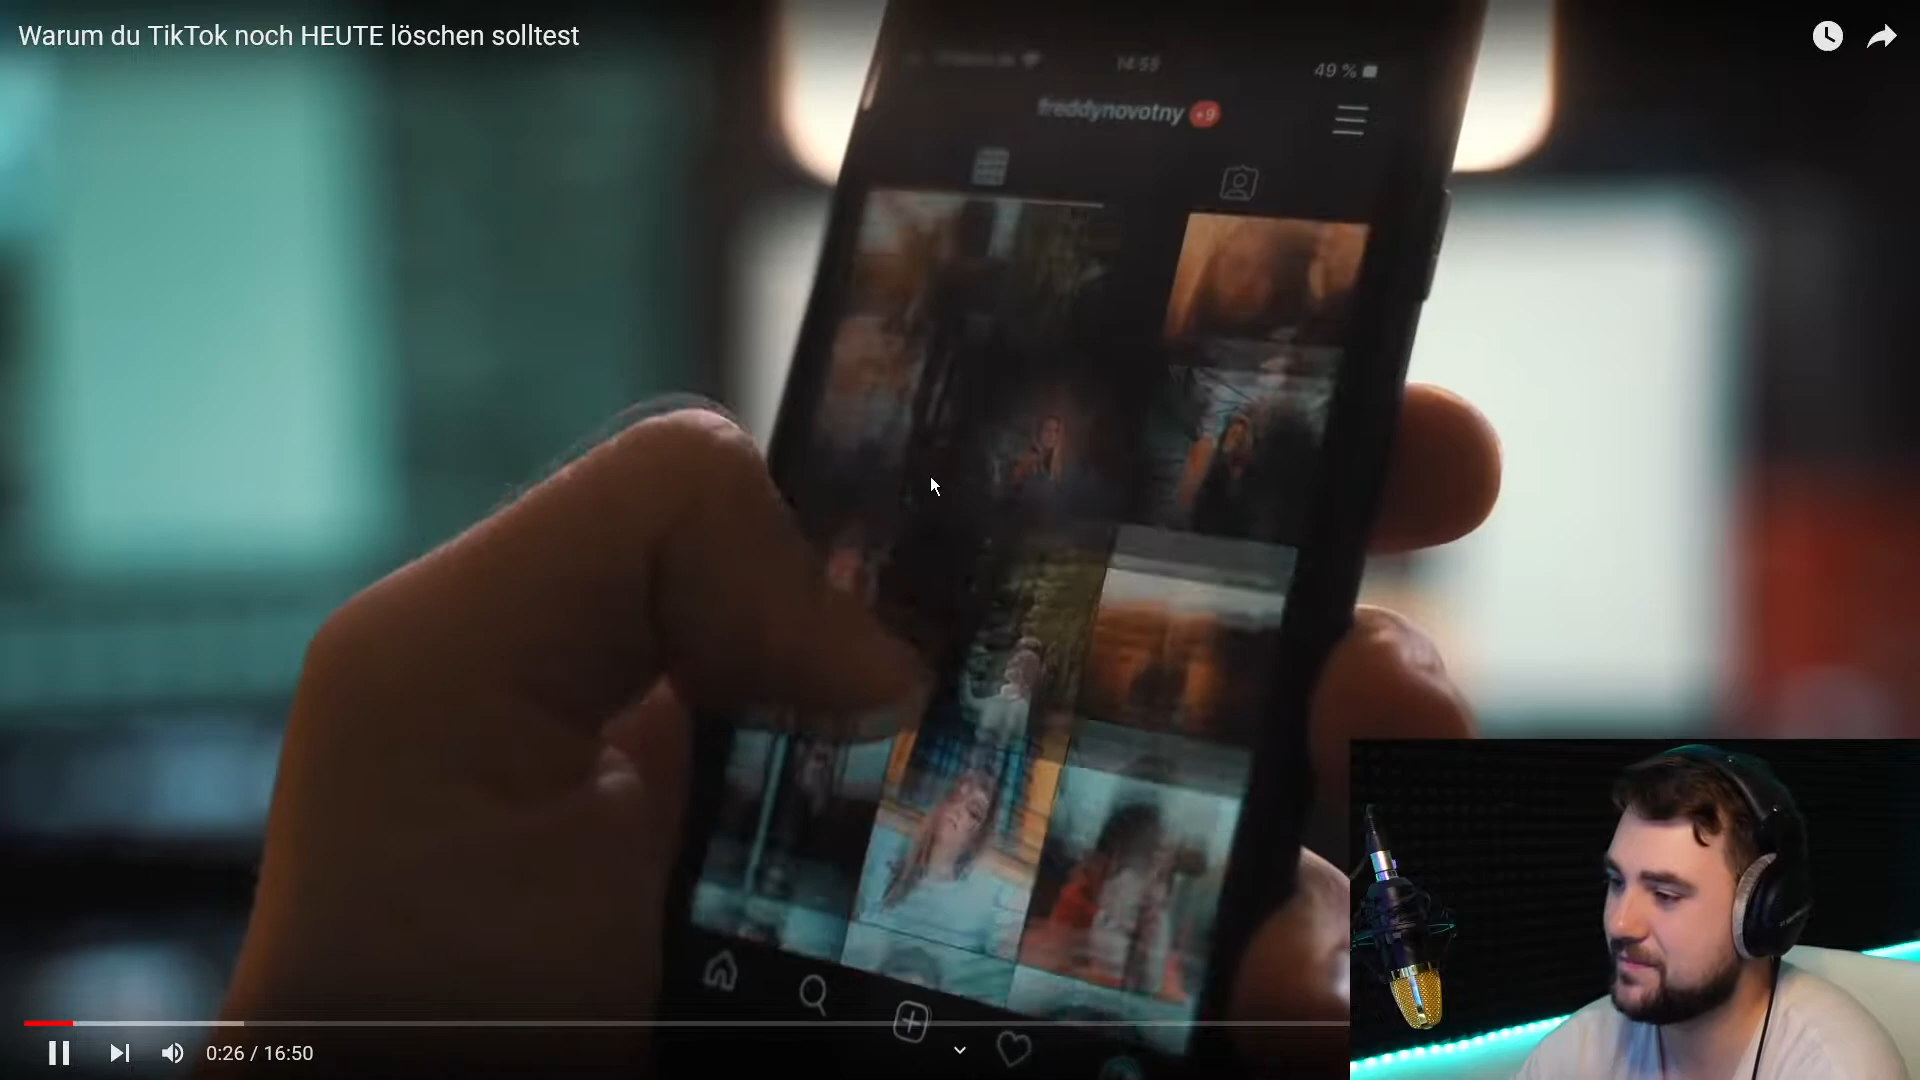 Warum du TikTok noch HEUTE löschen solltest
14:59
49 %
freddynovotny +9
0:26 / 16:50